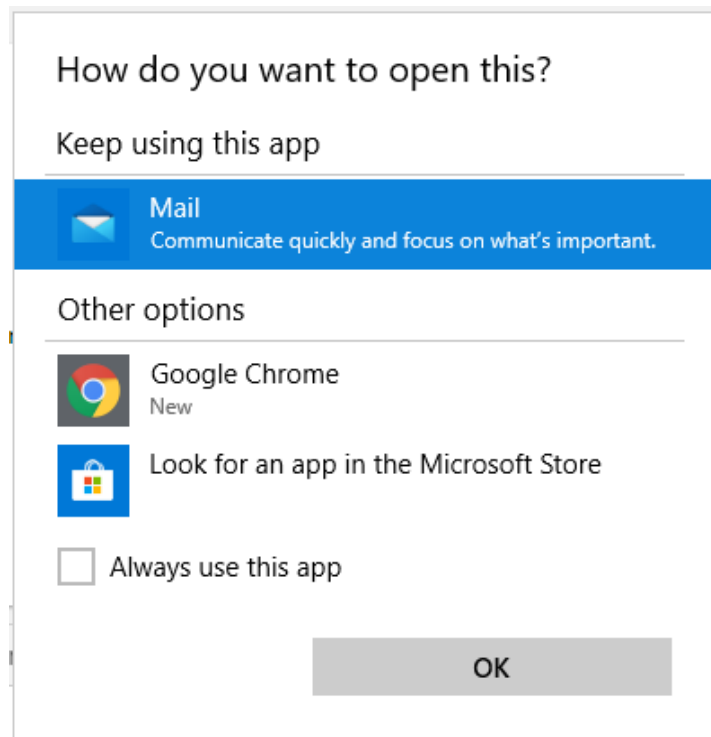 How do you want to open this?
Keep using this app
Mail
Communicate quickly and focus on what's important.
Other options
Google Chrome
New
Look for an app in the Microsoft Store
Always use this app
OK